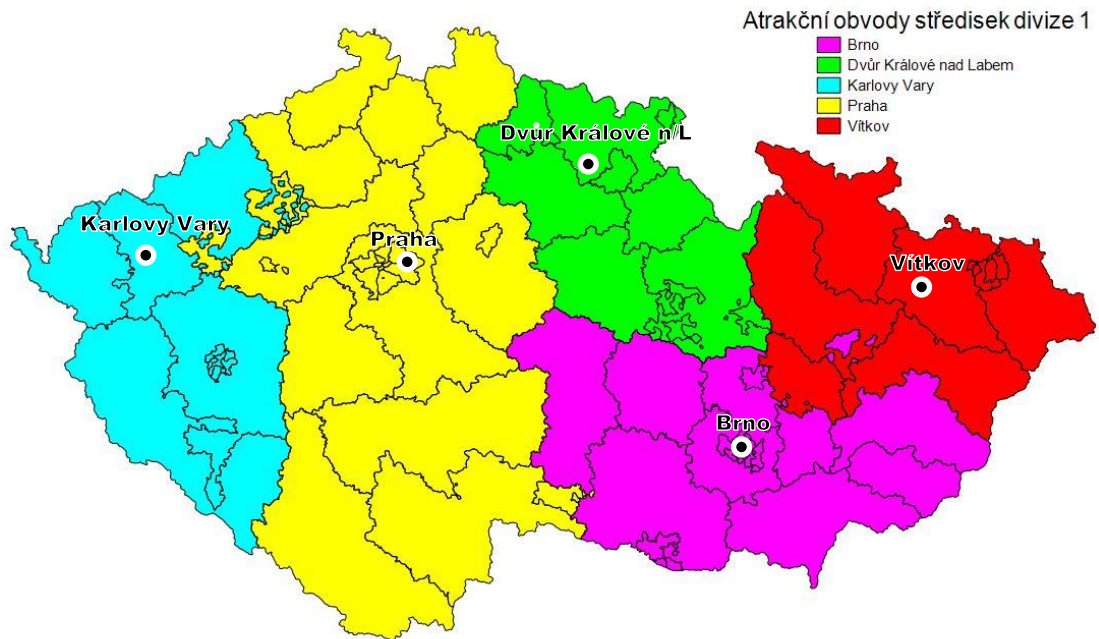 Atrakční obvody středisek divize 1
Brno
Dvůr Králové nad Labem
Karlovy Vary
Praha
Vítkov
Dvůr Králové n/L
Karlovy Vary
Praha
Vítkov
Brno